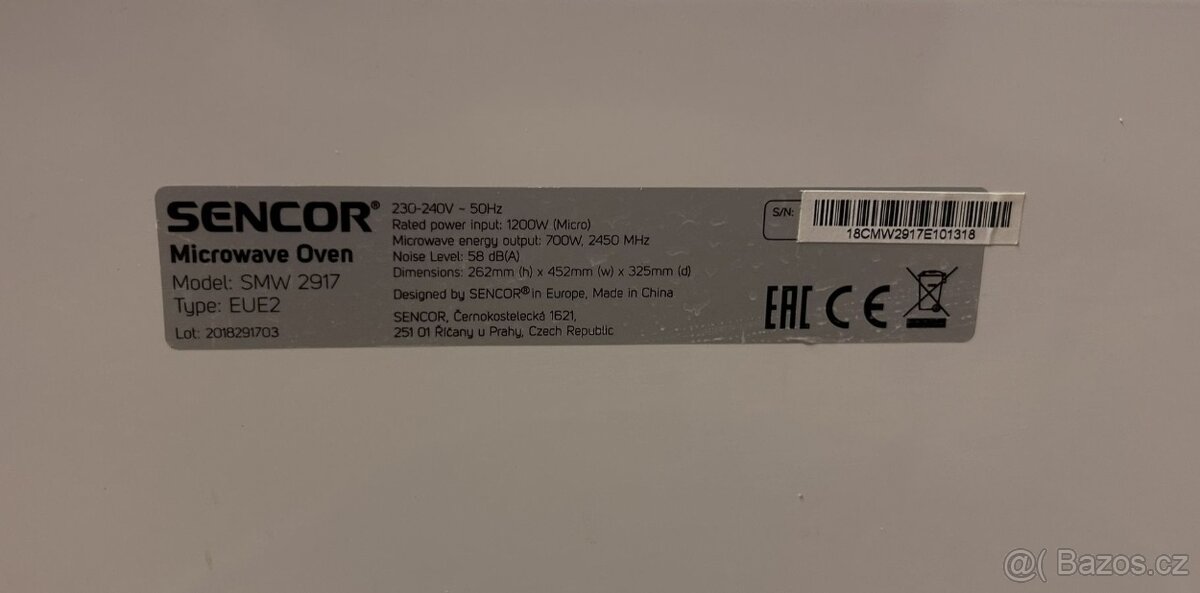 SENCOR®
Microwave Oven
Model: SMW 2917
Type: EUE2
Lot: 2018291703
230-240V ~ 50Hz
Rated power input: 1200W (Micro)
Microwave energy output: 700W, 2450 MHz
Noise Level: 58 dB(A)
Dimensions: 262mm (h) x 452mm (w) x 325mm (d)
Designed by SENCOR® in Europe, Made in China
SENCOR, Černokostelecká 1621,
251 01 Říčany u Prahy, Czech Republic
S/N:
18CMW2917E101318
EAC CE
@( Bazos.cz